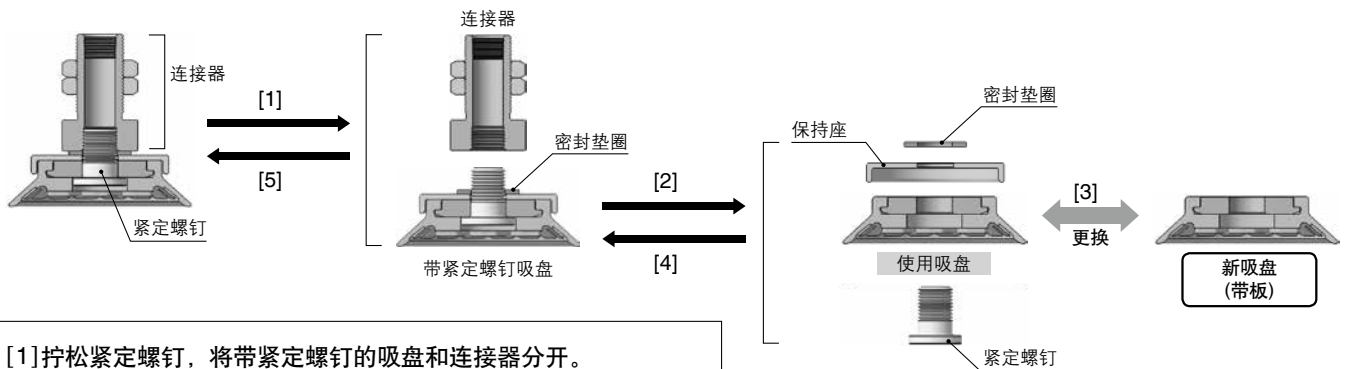 连接器
连接器
[1]
[5]
紧定螺钉
密封垫圈
带紧定螺钉吸盘
[2]
[4]
密封垫圈
保持座
使用吸盘
紧定螺钉
[3]
更换
新吸盘
(带板)
[1]拧松紧定螺钉，将带紧定螺钉的吸盘和连接器分开。